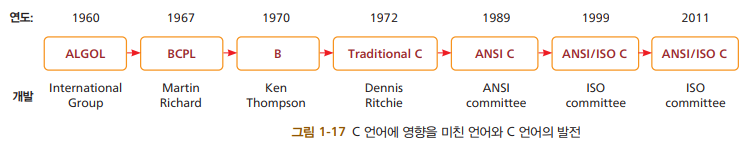 연도: 1960 1967 1970 1972 1989 1999 2011
ALGOL BCPL B Traditional C ANSI C ANSI/ISO C ANSI/ISO C
개발 International Group Martin Richard Ken Thompson Dennis Ritchie ANSI committee ISO committee ISO committee
그림 1-17 C 언어에 영향을 미친 언어와 C 언어의 발전